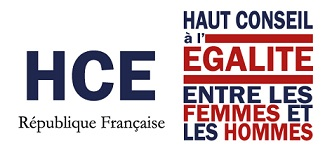 HCE
République Française
HAUT CONSEIL
à l'EGALITE
ENTRE LES
FEMMES ET
LES HOMMES